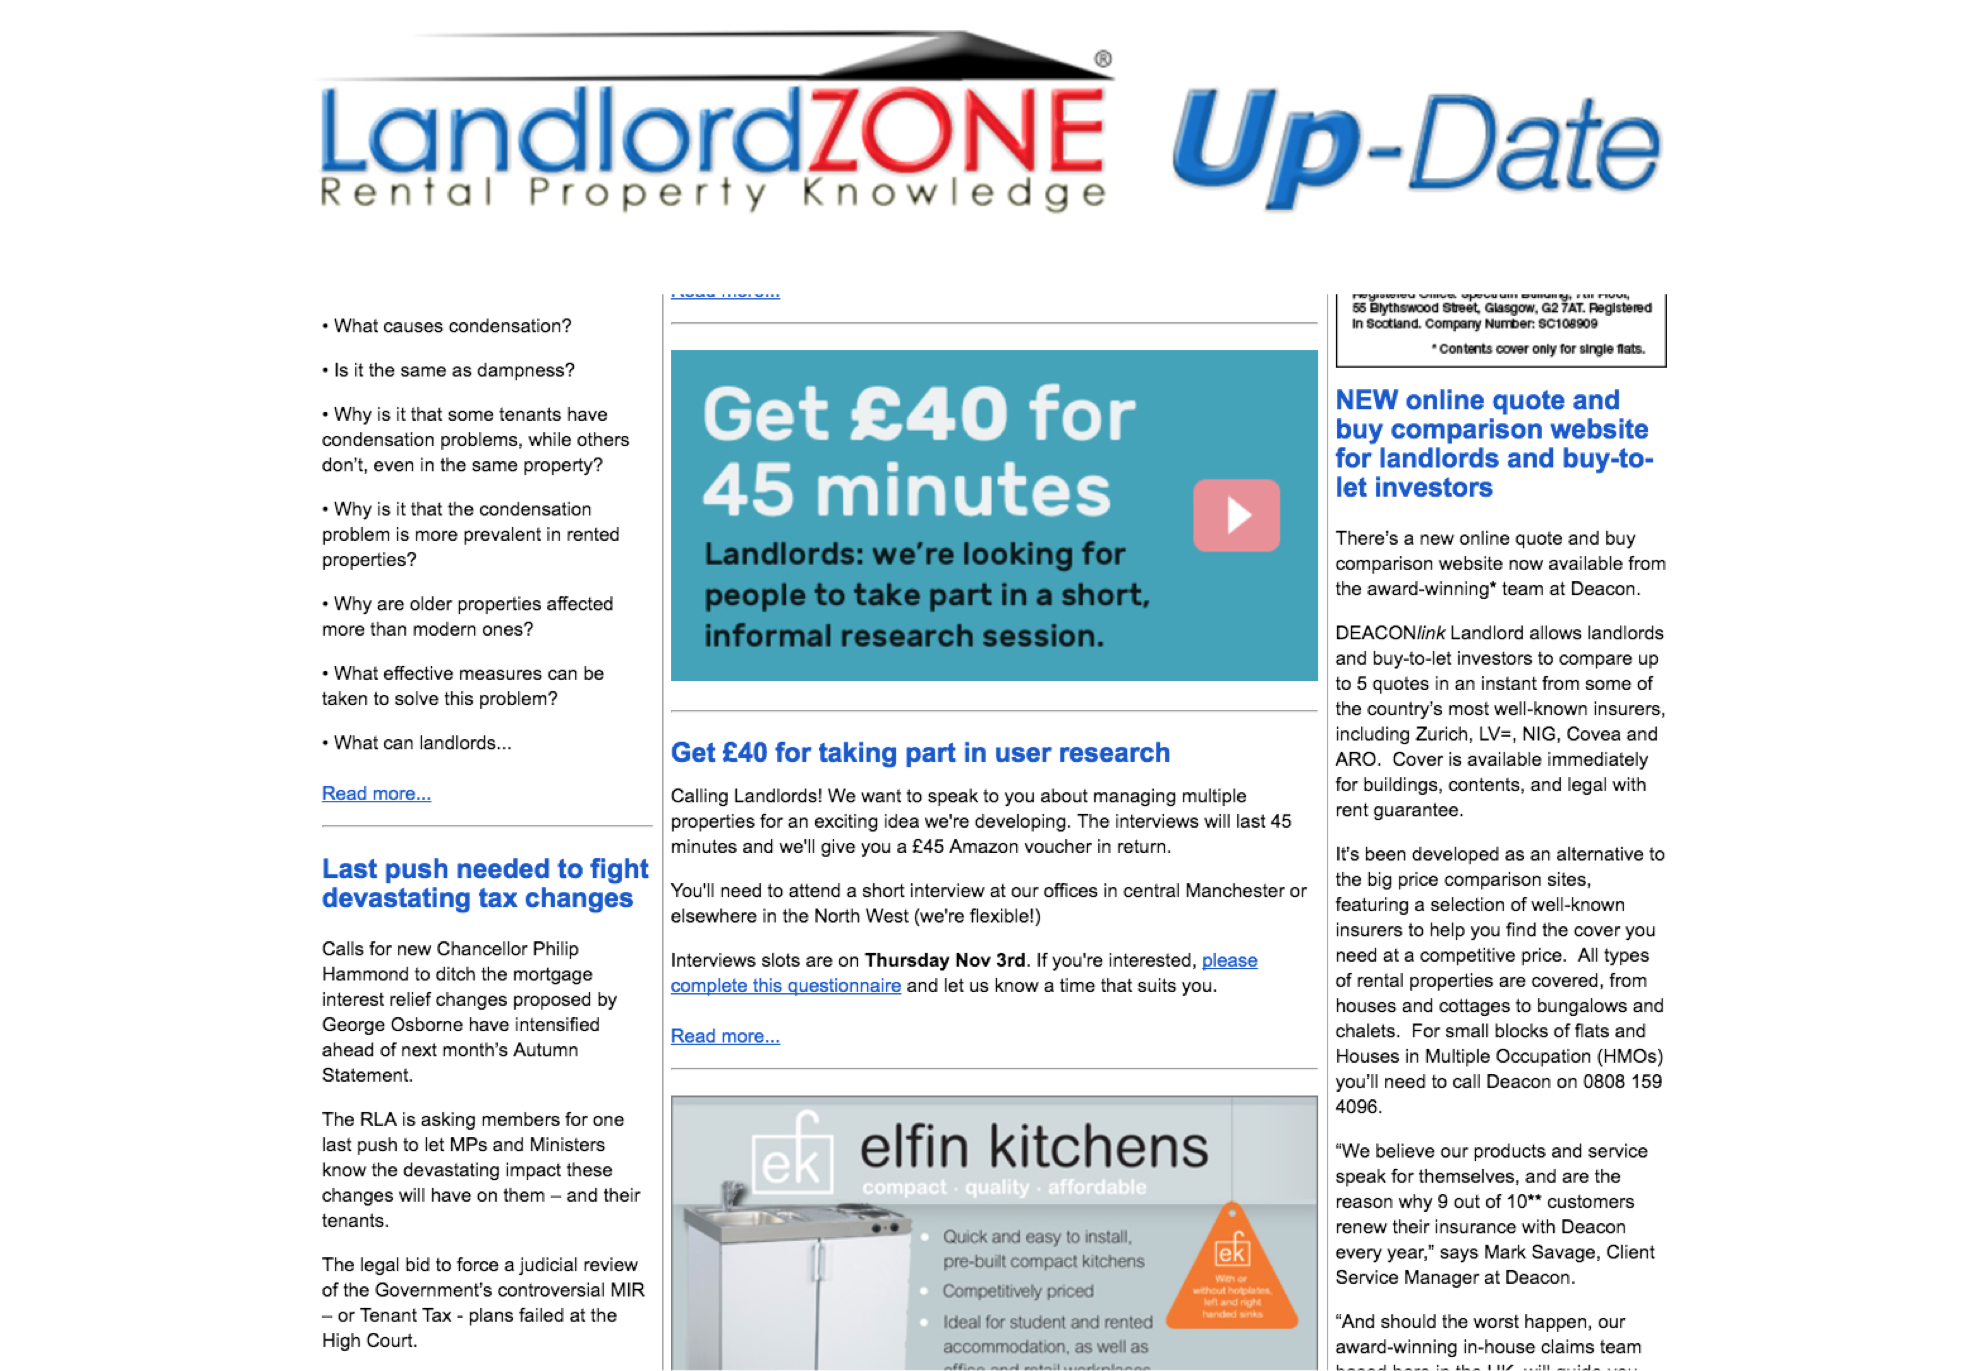 ®
LandlordZONE
Rental Property Knowledge
Up-Date
• What causes condensation?
• Is it the same as dampness?
• Why is it that some tenants have
condensation problems, while others
don’t, even in the same property?
• Why is it that the condensation
problem is more prevalent in rented
properties?
• Why are older properties affected
more than modern ones?
• What effective measures can be
taken to solve this problem?
• What can landlords...
Read more...
Last push needed to fight
devastating tax changes
Calls for new Chancellor Philip
Hammond to ditch the mortgage
interest relief changes proposed by
George Osborne have intensified
ahead of next month’s Autumn
Statement.
The RLA is asking members for one
last push to let MPs and Ministers
know the devastating impact these
changes will have on them – and their
tenants.
The legal bid to force a judicial review
of the Government’s controversial MIR
– or Tenant Tax - plans failed at the
High Court.
Read more...
Get £40 for
45 minutes
Landlords: we’re looking for
people to take part in a short,
informal research session.
Get £40 for taking part in user research
Calling Landlords! We want to speak to you about managing multiple
properties for an exciting idea we're developing. The interviews will last 45
minutes and we'll give you a £45 Amazon voucher in return.
You'll need to attend a short interview at our offices in central Manchester or
elsewhere in the North West (we're flexible!)
Interviews slots are on Thursday Nov 3rd. If you're interested, please
complete this questionnaire and let us know a time that suits you.
Read more...
ek
elfin kitchens
compact · quality · affordable
• Quick and easy to install,
pre-built compact kitchens
• Competitively priced
• Ideal for student and rented
accommodation, as well as
office and retail workplaces
ek
With or
without hotplates,
left and right
handed sinks
Registered Office: Spectrum Building, 7th Floor,
55 Blythswood Street, Glasgow, G2 7AT. Registered
in Scotland. Company Number: SC108909
* Contents cover only for single flats.
NEW online quote and
buy comparison website
for landlords and buy-to-
let investors
There’s a new online quote and buy
comparison website now available from
the award-winning* team at Deacon.
DEACONlink Landlord allows landlords
and buy-to-let investors to compare up
to 5 quotes in an instant from some of
the country’s most well-known insurers,
including Zurich, LV=, NIG, Covea and
ARO.  Cover is available immediately
for buildings, contents, and legal with
rent guarantee.
It’s been developed as an alternative to
the big price comparison sites,
featuring a selection of well-known
insurers to help you find the cover you
need at a competitive price.  All types
of rental properties are covered, from
houses and cottages to bungalows and
chalets.  For small blocks of flats and
Houses in Multiple Occupation (HMOs)
you’ll need to call Deacon on 0808 159
4096.
“We believe our products and service
speak for themselves, and are the
reason why 9 out of 10** customers
renew their insurance with Deacon
every year,” says Mark Savage, Client
Service Manager at Deacon.
“And should the worst happen, our
award-winning in-house claims team
based here in the UK, will guide you